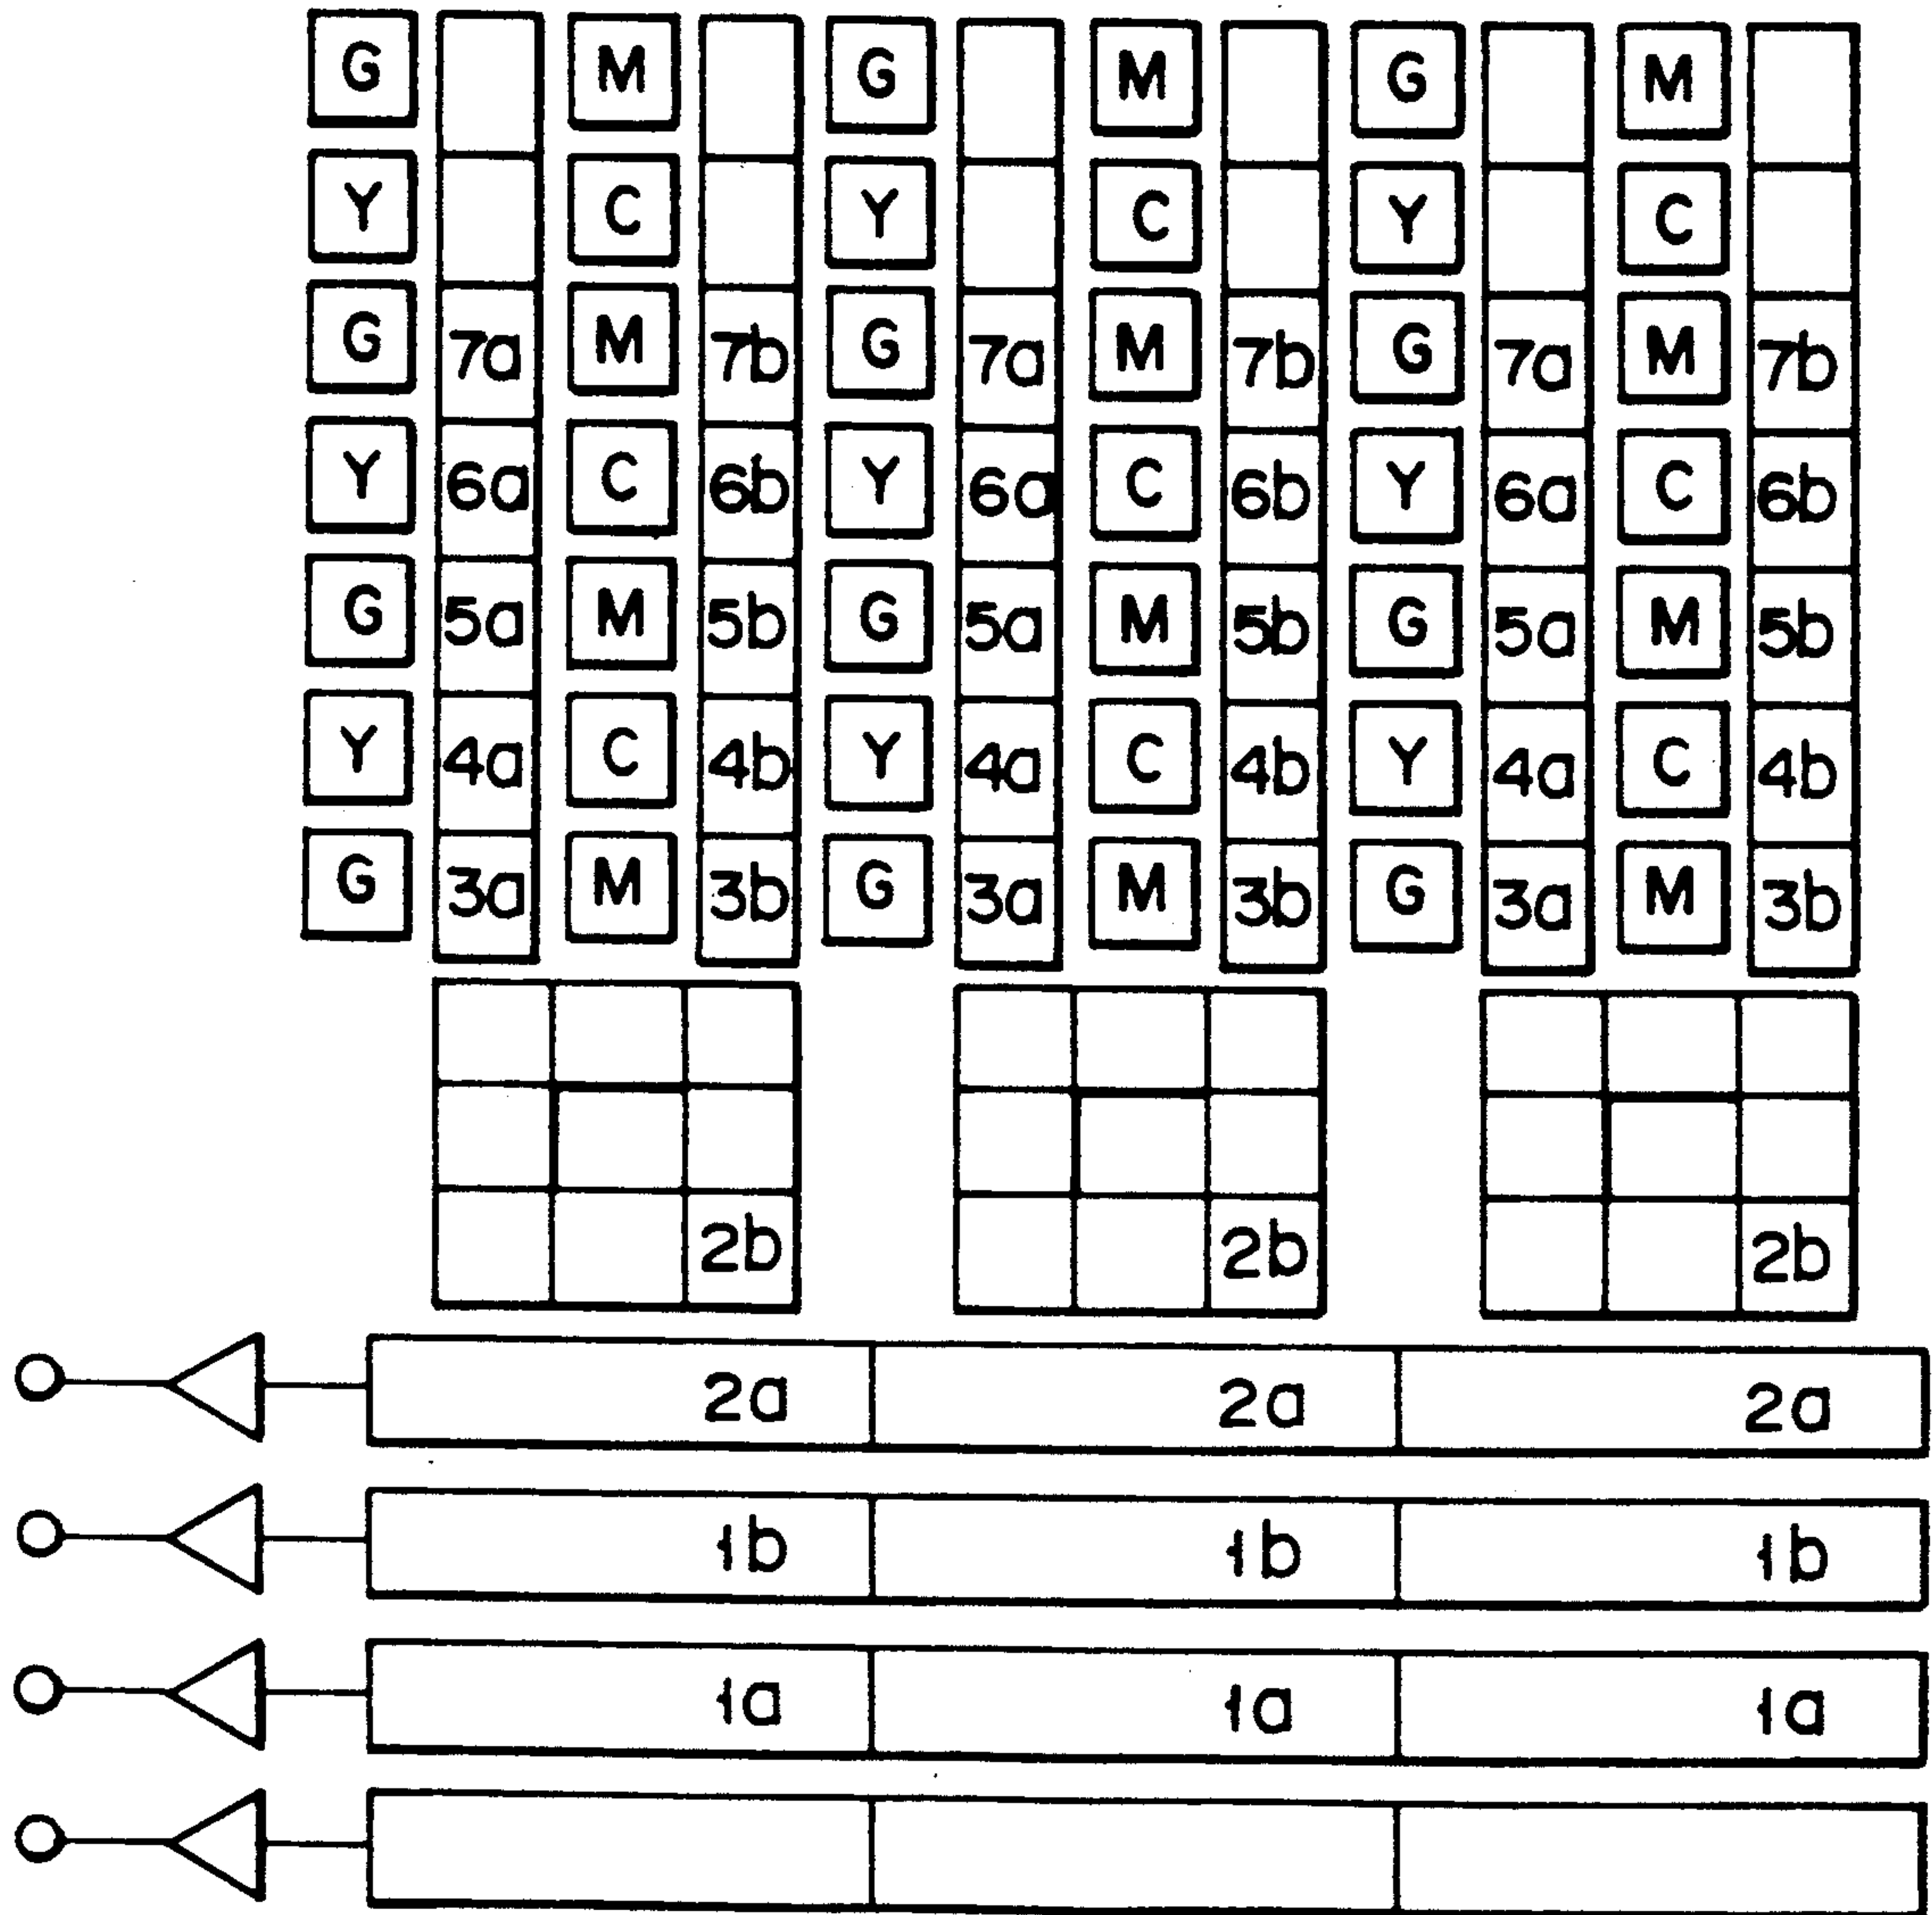 G M G M G M
Y C Y C Y C
G 7a M 7b G 7a M 7b G 7a M 7b
Y 6a C 6b Y 6a C 6b Y 6a C 6b
G 5a M 5b G 5a M 5b G 5a M 5b
Y 4a C 4b Y 4a C 4b Y 4a C 4b
G 3a M 3b G 3a M 3b G 3a M 3b
2b 2b 2b
2a 2a 2a
1b 1b 1b
1a 1a 1a